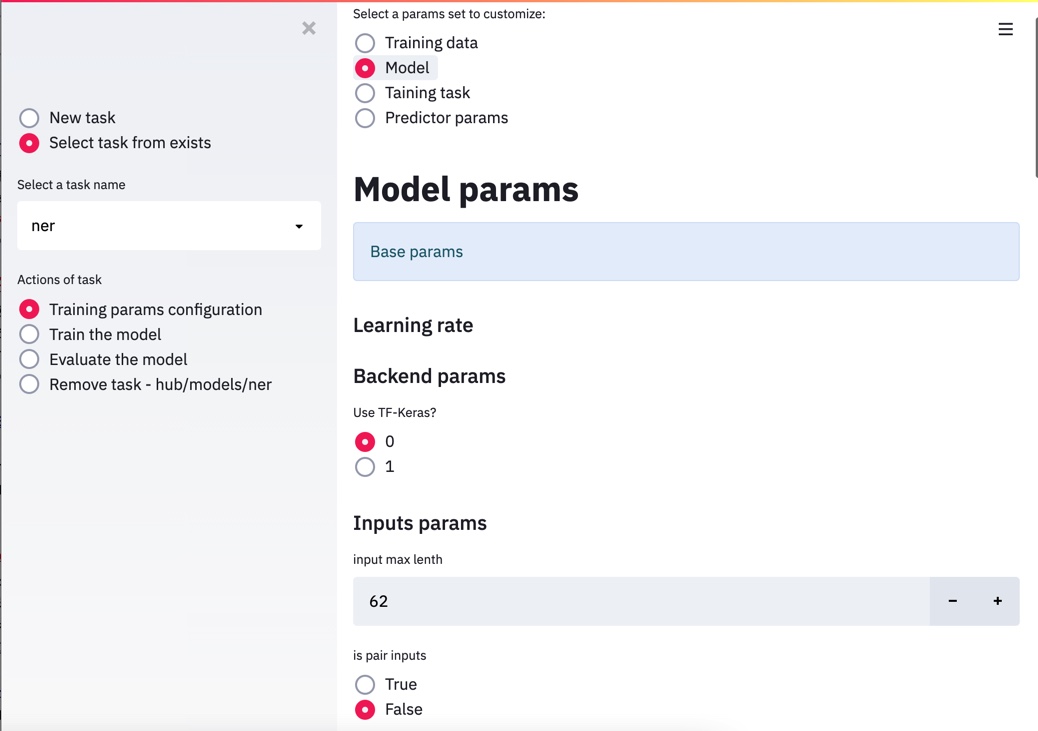 New task
Select task from exists
Select a task name
ner
Actions of task
Training params configuration
Train the model
Evaluate the model
Remove task - hub/models/ner
Select a params set to customize:
Training data
Model
Taining task
Predictor params
Model params
Base params
Learning rate
Backend params
Use TF-Keras?
0
1
Inputs params
input max lenth
62
is pair inputs
True
False